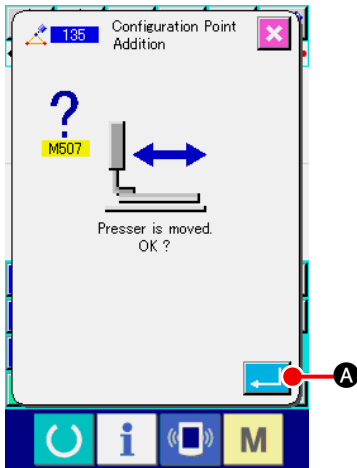 135 Configuration Point
Addition
?
M507
Presser is moved.
OK ?
A
i
M